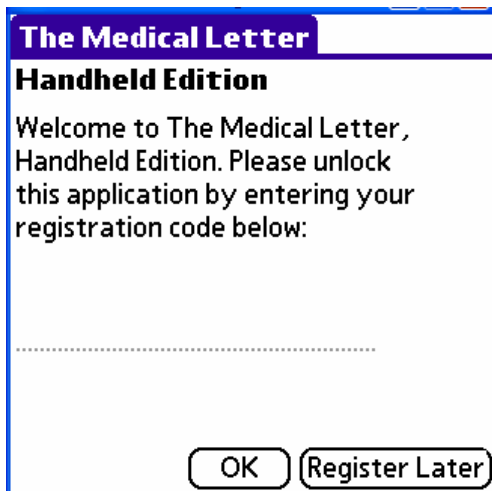 The Medical Letter
Handheld Edition
Welcome to The Medical Letter,
Handheld Edition. Please unlock
this application by entering your
registration code below:
OK
Register Later